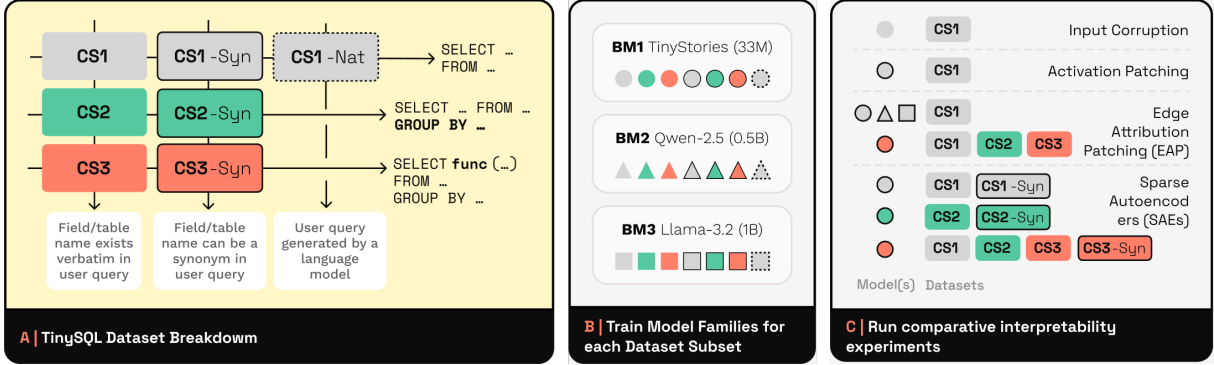 CS1
CS1 -Syn
CS1 -Nat
SELECT …
FROM …
CS2
CS2-Syn
SELECT … FROM …
GROUP BY …
CS3
CS3-Syn
SELECT func (…)
FROM …
GROUP BY …
Field/table
name exists
verbatim in
user query
Field/table
name can be a
synonym in
user query
User query
generated by a
language
model
A | TinySQL Dataset Breakdown
BM1 TinyStories (33M)
BM2 Qwen-2.5 (0.5B)
BM3 Llama-3.2 (1B)
B | Train Model Families for
each Dataset Subset
CS1
Input Corruption
CS1
Activation Patching
CS1
CS1 CS2 CS3
Edge
Attribution
Patching (EAP)
CS1 CS1 -Syn
CS2 CS2-Syn
CS1 CS2 CS3 CS3-Syn
Sparse
Autoencod
ers (SAEs)
Model(s) Datasets
C | Run comparative interpretability
experiments